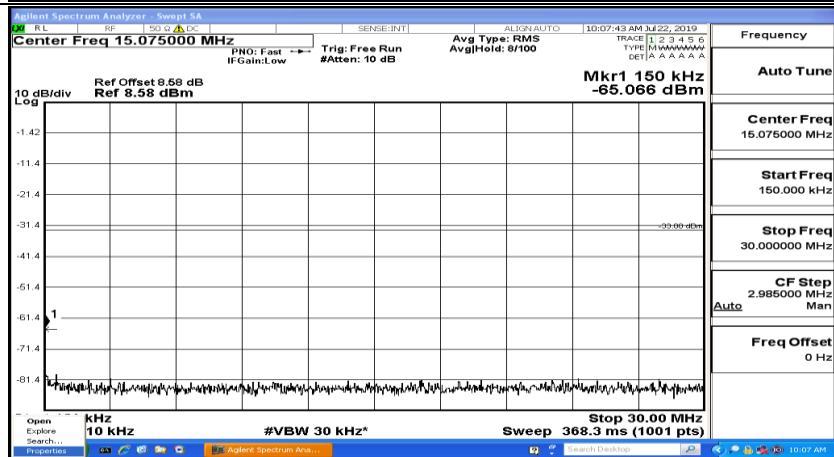 Agilent Spectrum Analyzer - Swept SA
RL RF 50 Ω DC SENSE:INT ALIGN AUTO 10:07:43 AM Jul 22, 2019
Center Freq 15.075000 MHz
PNO: Fast
IFGain:Low
Trig: Free Run
#Atten: 10 dB
Avg Type: RMS
Avg|Hold: 8/100
TRACE 1 2 3 4 5 6
TYPE M WWWWW
DET A A A A A A
Ref Offset 8.58 dB
10 dB/div Ref 8.58 dBm
Log
Mkr1 150 kHz
-65.066 dBm
-1.42
-11.4
-21.4
-31.4
-33.00 dBm
-41.4
-51.4
-61.4
1
-71.4
-81.4
kHz
Stop 30.00 MHz
10 kHz
#VBW 30 kHz*
Sweep 368.3 ms (1001 pts)
Frequency
Auto Tune
Center Freq
15.075000 MHz
Start Freq
150.000 kHz
Stop Freq
30.000000 MHz
CF Step
2.985000 MHz
Auto Man
Freq Offset
0 Hz
Open
Explore
Search...
Properties
Agilent Spectrum Ana...
Search Desktop
10:07 AM